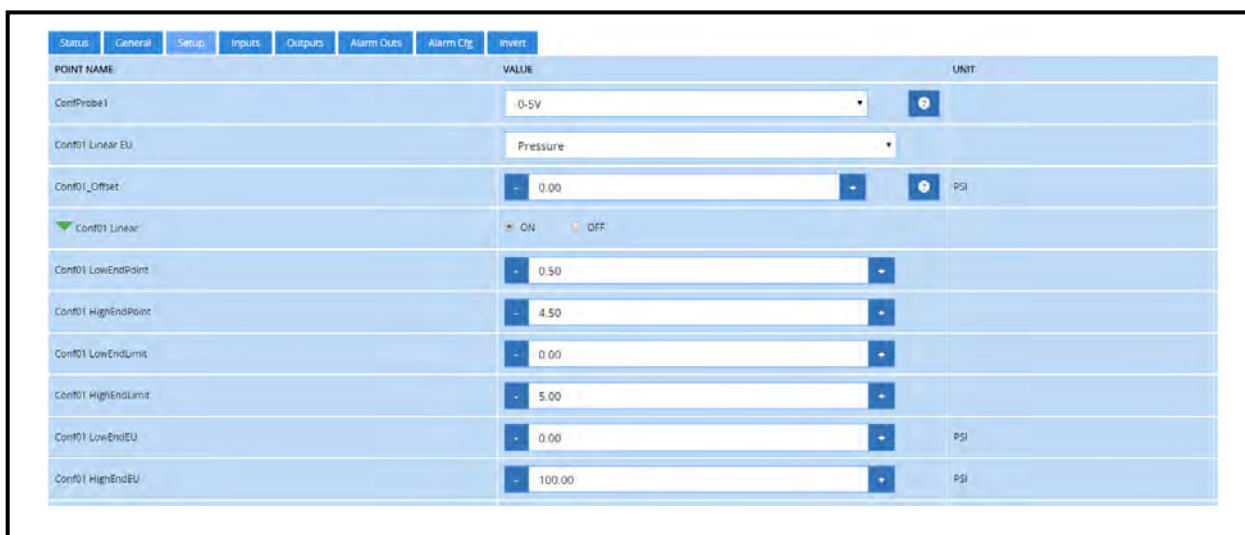 Status General Setup Inputs Outputs Alarm Outs Alarm Cfg Invert
POINT NAME VALUE UNIT
ConfProbe1 0-5V ?
Conf01 Linear EU Pressure
Conf01_Offset - 0.00 + ? PSI
Conf01 Linear ON OFF
Conf01 LowEndPoint - 0.50 +
Conf01 HighEndPoint - 4.50 +
Conf01 LowEndLimit - 0.00 +
Conf01 HighEndLimit - 5.00 +
Conf01 LowEndEU - 0.00 + PSI
Conf01 HighEndEU - 100.00 + PSI